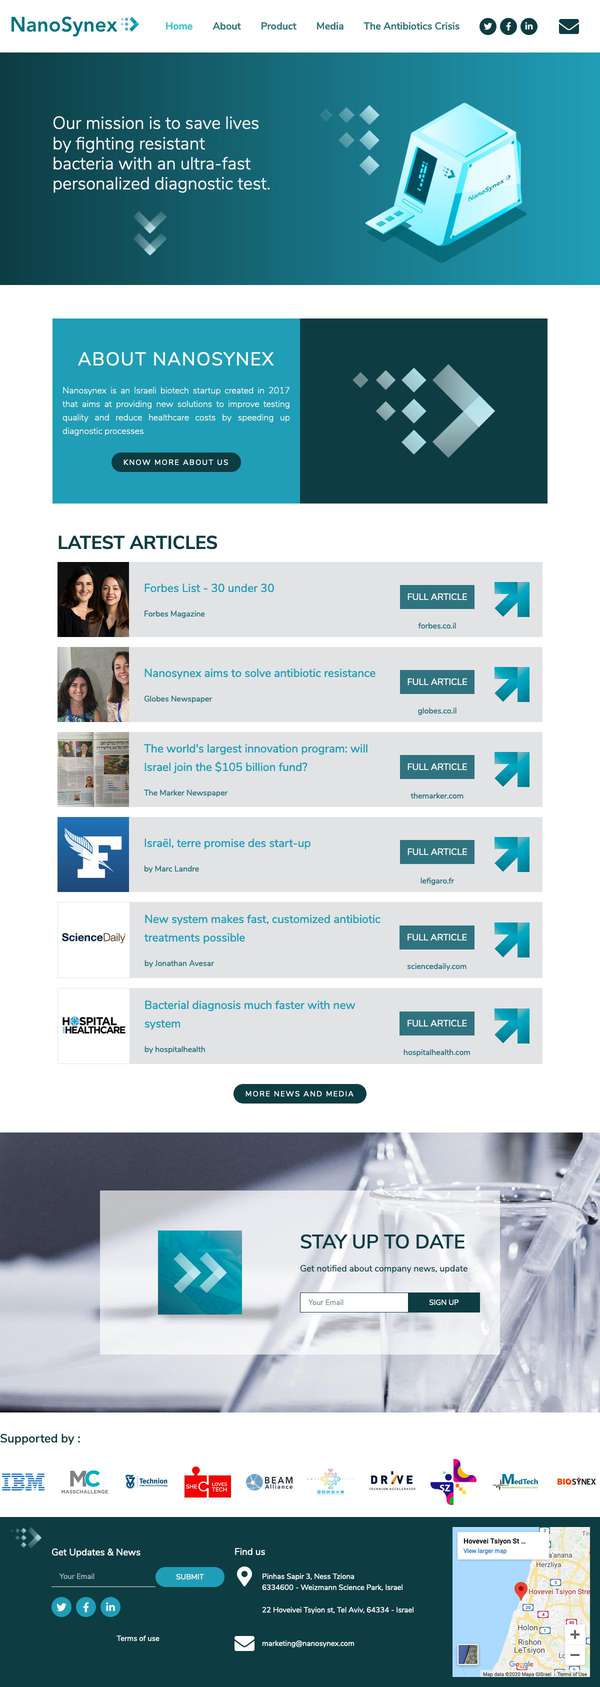 NanoSynex
Home
About
Product
Media
The Antibiotics Crisis
Our mission is to save lives
by fighting resistant
bacteria with an ultra-fast
personalized diagnostic test.
NanoSynex
ABOUT NANOSYNEX
Nanosynex is an Israeli biotech startup created in 2017
that aims at providing new solutions to improve testing
quality and reduce healthcare costs by speeding up
diagnostic processes
KNOW MORE ABOUT US
LATEST ARTICLES
Forbes List - 30 under 30
Forbes Magazine
FULL ARTICLE
forbes.co.il
Nanosynex aims to solve antibiotic resistance
Globes Newspaper
FULL ARTICLE
globes.co.il
The world's largest innovation program: will
Israel join the $105 billion fund?
The Marker Newspaper
FULL ARTICLE
themarker.com
Israël, terre promise des start-up
by Marc Landre
FULL ARTICLE
lefigaro.fr
ScienceDaily
New system makes fast, customized antibiotic
treatments possible
by Jonathan Avesar
FULL ARTICLE
sciencedaily.com
HOSPITAL
HEALTHCARE
Bacterial diagnosis much faster with new
system
by hospitalhealth
FULL ARTICLE
hospitalhealth.com
MORE NEWS AND MEDIA
STAY UP TO DATE
Get notified about company news, update
Your Email
SIGN UP
Supported by :
IBM
MC
MASSCHALLENGE
Technion
SHE LOVES
TECH
BEAM
Alliance
DRIVE
TECHNION ACCELERATOR
SZ
MedTech
BIOSYNEX
Get Updates & News
Your Email
SUBMIT
Terms of use
Find us
Pinhas Sapir 3, Ness Tziona
6334600 - Weizmann Science Park, Israel
22 Hoveivei Tsyion st, Tel Aviv, 64334 - Israel
marketing@nanosynex.com
Hovevei Tsiyon St ...
View larger map
Ra'anana
Herzliya
Hovevei Tsiyon Stre
Holon
Rishon
LeTsiyon
Google
Map data ©2020 Mapa GISrael
Terms of Use